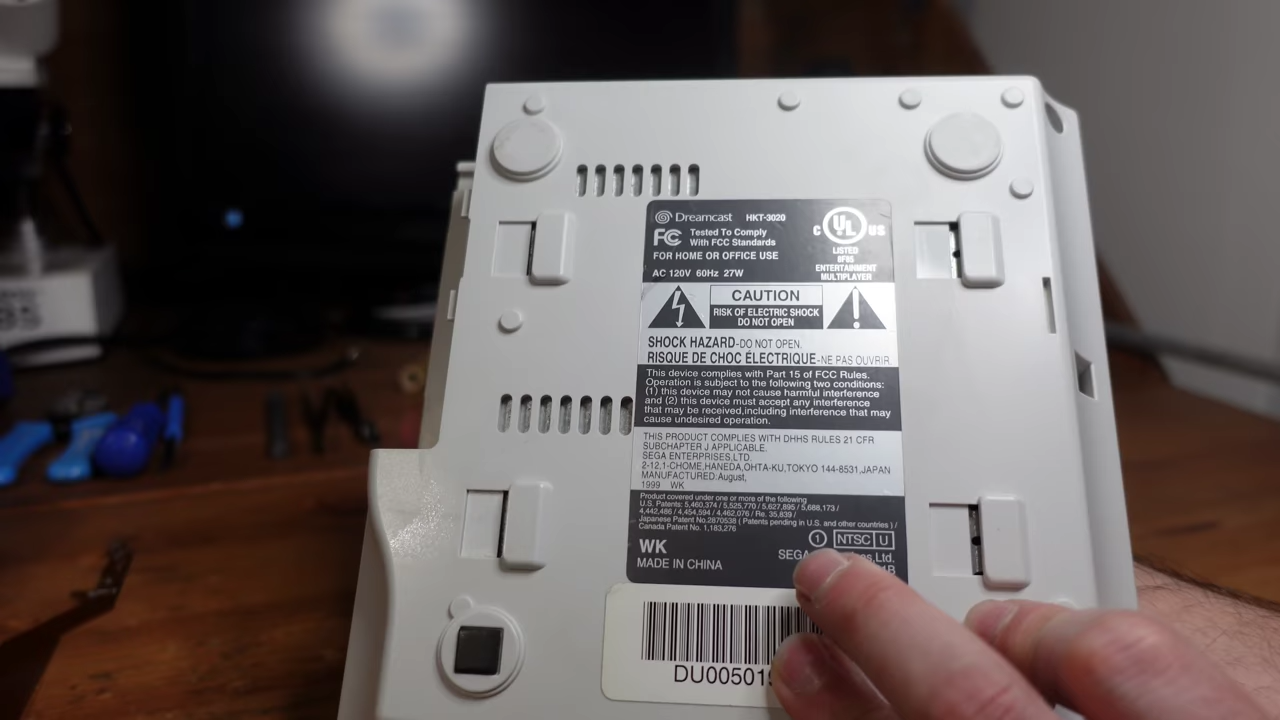 Dreamcast HKT-3020
FC Tested To Comply
With FCC Standards
FOR HOME OR OFFICE USE
AC 120V 60Hz 27W
C UL US
LISTED
8F85
ENTERTAINMENT
MULTIPLAYER
CAUTION
RISK OF ELECTRIC SHOCK
DO NOT OPEN
SHOCK HAZARD-DO NOT OPEN.
RISQUE DE CHOC ÉLECTRIQUE-NE PAS OUVRIR.
This device complies with Part 15 of FCC Rules.
Operation is subject to the following two conditions:
(1) this device may not cause harmful interference
and (2) this device must accept any interference
that may be received,including interference that may
cause undesired operation.
THIS PRODUCT COMPLIES WITH DHHS RULES 21 CFR
SUBCHAPTER J APPLICABLE.
SEGA ENTERPRISES,LTD.
2-12,1-CHOME,HANEDA,OHTA-KU,TOKYO 144-8531,JAPAN
MANUFACTURED:August,
1999 WK
Product covered under one or more of the following
U.S. Patents: 5,460,374 / 5,525,770 / 5,627,895 / 5,688,173 /
4,442,486 / 4,454,594 / 4,462,076 / Re. 35,839 /
Japanese Patent No.2870538 ( Patents pending in U.S. and other countries ) /
Canada Patent No. 1,183,276
1 NTSC U
WK
SEGA Ltd.
MADE IN CHINA
DU00501